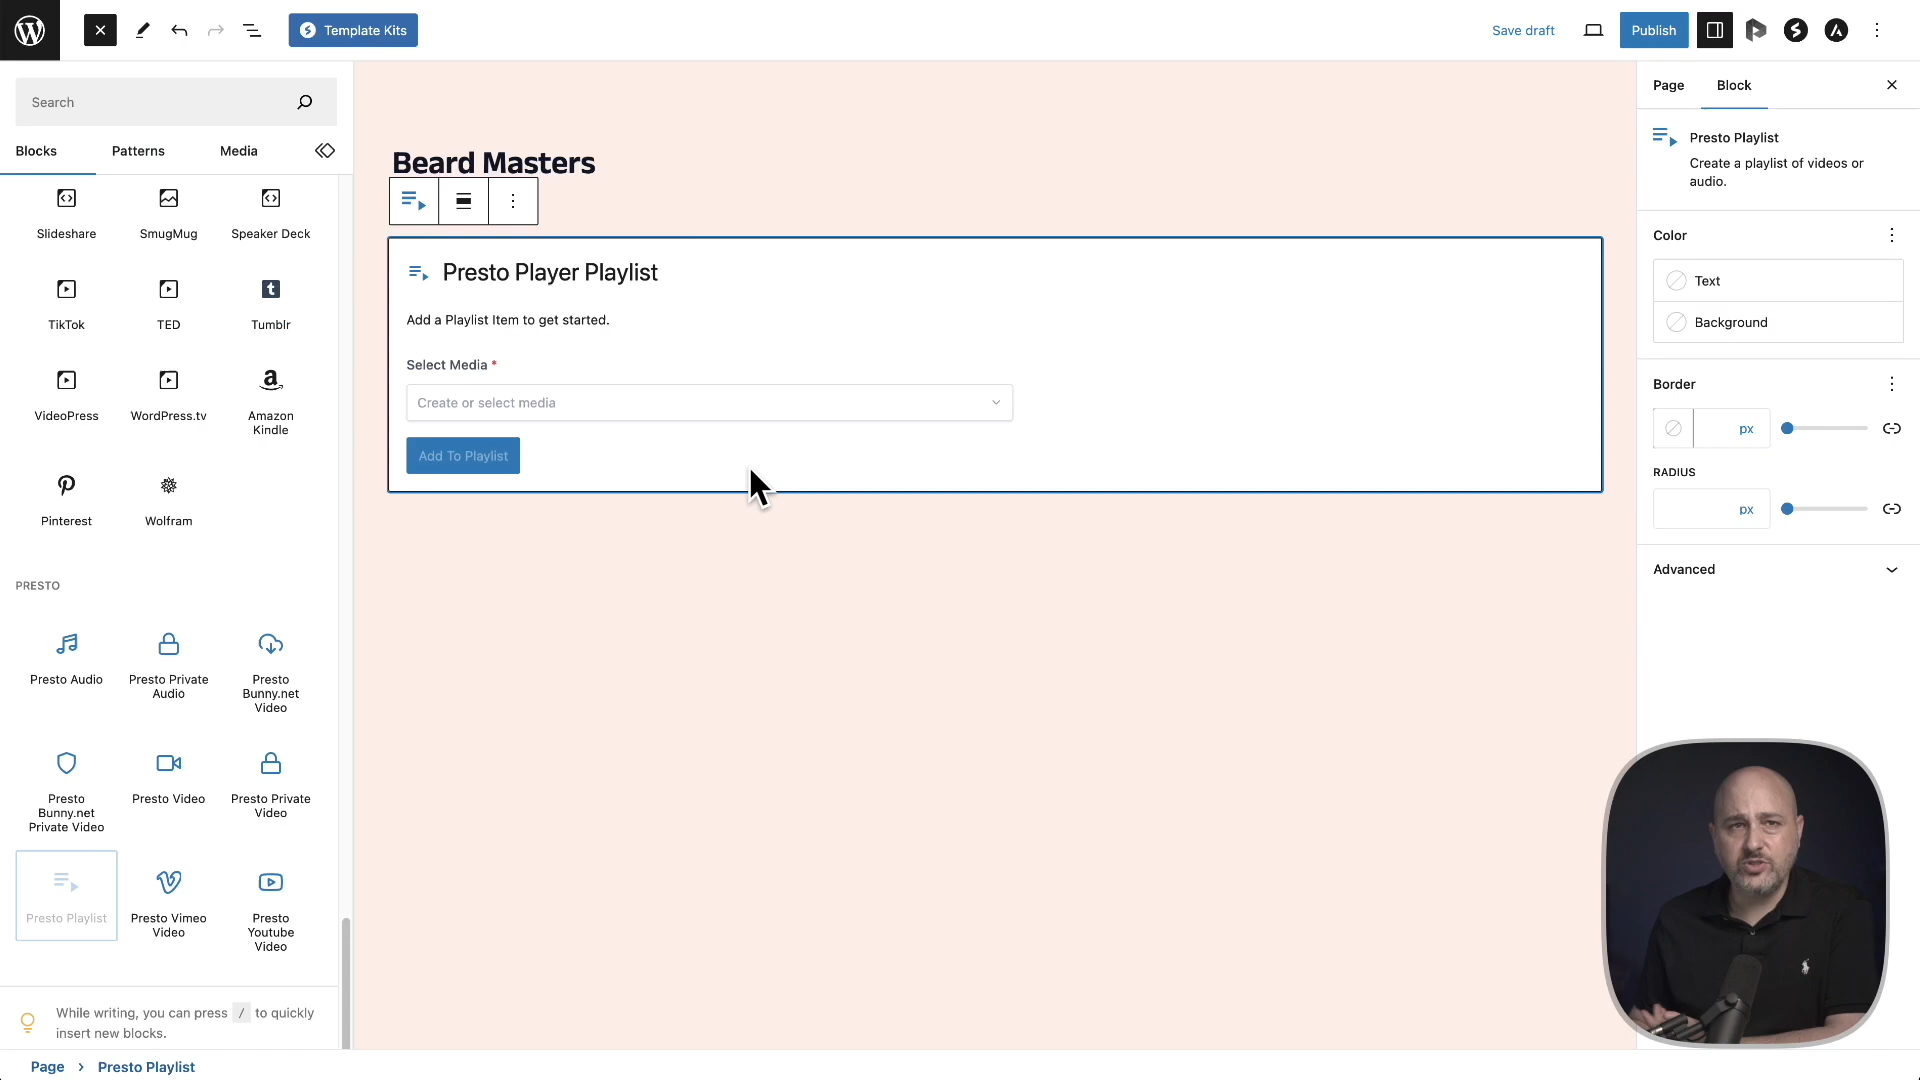 Template Kits
Save draft
Publish
Search
Blocks
Patterns
Media
Slideshare
SmugMug
Speaker Deck
TikTok
TED
Tumblr
VideoPress
WordPress.tv
Amazon
Kindle
Pinterest
Wolfram
PRESTO
Presto Audio
Presto Private
Audio
Presto
Bunny.net
Video
Presto
Bunny.net
Private Video
Presto Video
Presto Private
Video
Presto Playlist
Presto Vimeo
Video
Presto
Youtube
Video
While writing, you can press / to quickly
insert new blocks.
Page > Presto Playlist
Beard Masters
Presto Player Playlist
Add a Playlist Item to get started.
Select Media *
Create or select media
Add To Playlist
Page
Block
Presto Playlist
Create a playlist of videos or
audio.
Color
Text
Background
Border
px
RADIUS
px
Advanced